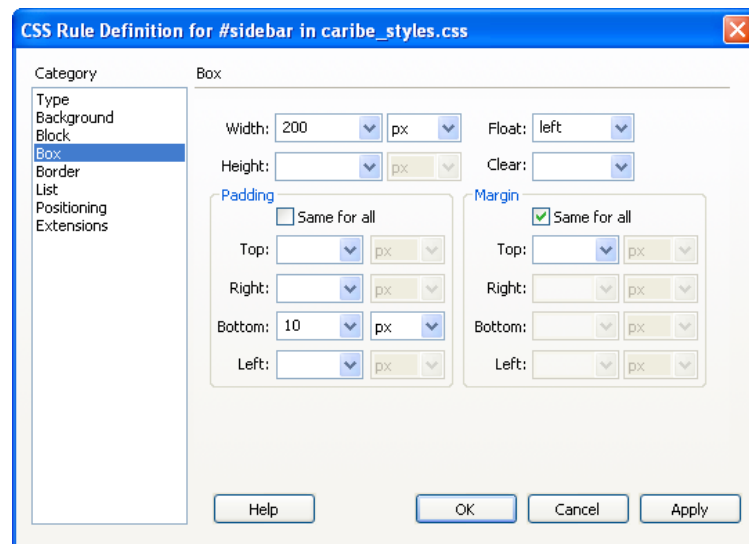 CSS Rule Definition for #sidebar in caribe_styles.css
Category
Box
Type
Background
Block
Box
Border
List
Positioning
Extensions
Width: 200 px Float: left
Height: px Clear:
Padding Margin
Same for all Same for all
Top: px Top: px
Right: px Right: px
Bottom: 10 px Bottom: px
Left: px Left: px
Help OK Cancel Apply